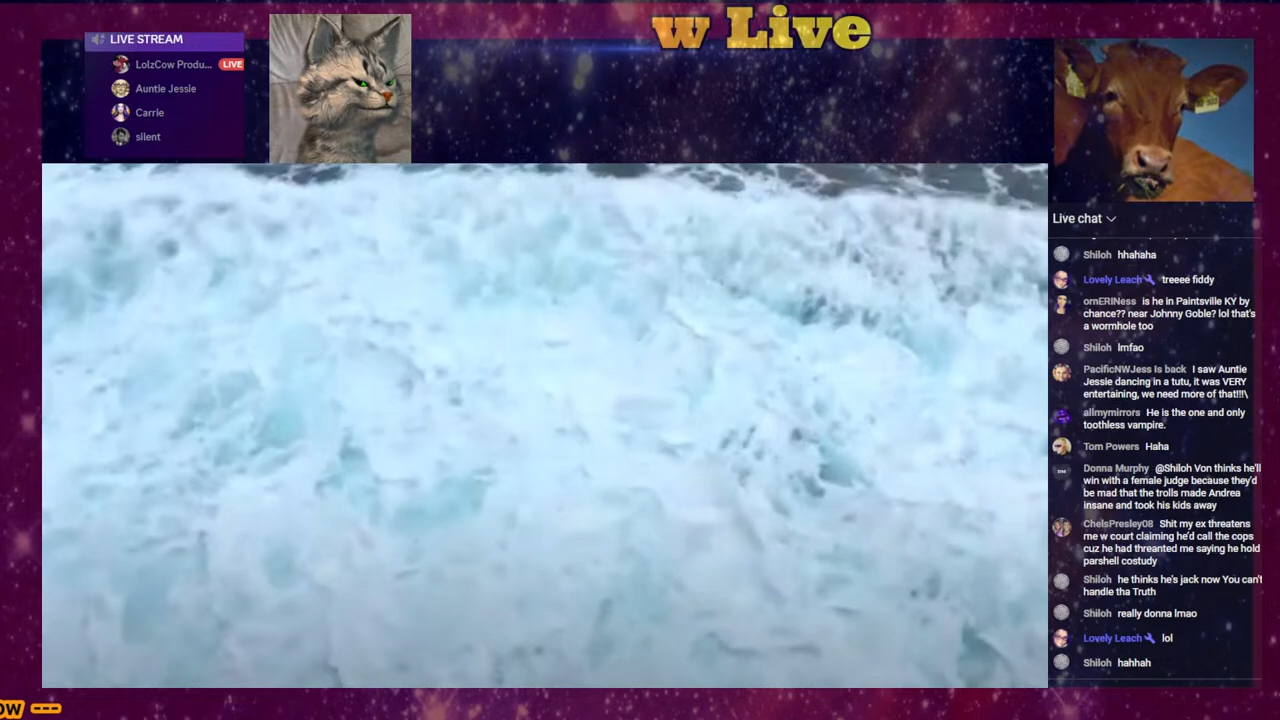 w Live
LIVE STREAM
LolzCow Produ... LIVE
Auntie Jessie
Carrie
silent
Live chat
Shiloh hhahaha
Lovely Leach treeee fiddy
ornERINess is he in Paintsville KY by
chance?? near Johnny Goble? lol that's
a wormhole too
Shiloh lmfao
PacificNWJess Is back I saw Auntie
Jessie dancing in a tutu, it was VERY
entertaining, we need more of that!!!\
allmymirrors He is the one and only
toothless vampire.
Tom Powers Haha
Donna Murphy @Shiloh Von thinks he'll
win with a female judge because they'd
be mad that the trolls made Andrea
insane and took his kids away
ChelsPresley08 Shit my ex threatens
me w court claiming he'd call the cops
cuz he had threanted me saying he hold
parshell costudy
Shiloh he thinks he's jack now You can't
handle tha Truth
Shiloh really donna lmao
Lovely Leach lol
Shiloh hahhah
OW ---